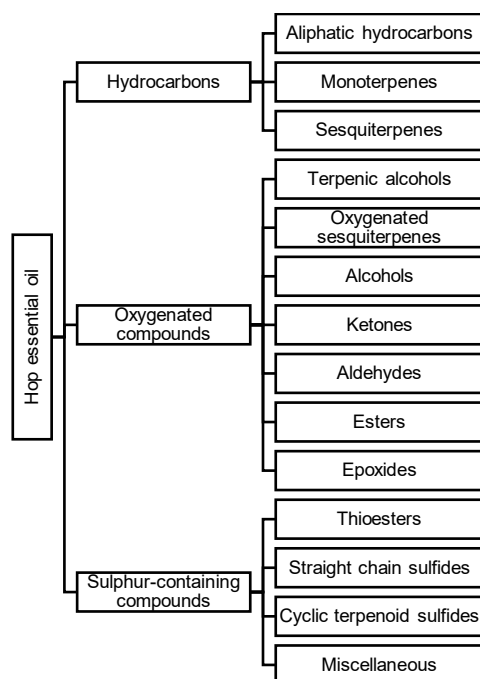 Hop essential oil
Hydrocarbons
Aliphatic hydrocarbons
Monoterpenes
Sesquiterpenes
Oxygenated
compounds
Terpenic alcohols
Oxygenated
sesquiterpenes
Alcohols
Ketones
Aldehydes
Esters
Epoxides
Sulphur-containing
compounds
Thioesters
Straight chain sulfides
Cyclic terpenoid sulfides
Miscellaneous